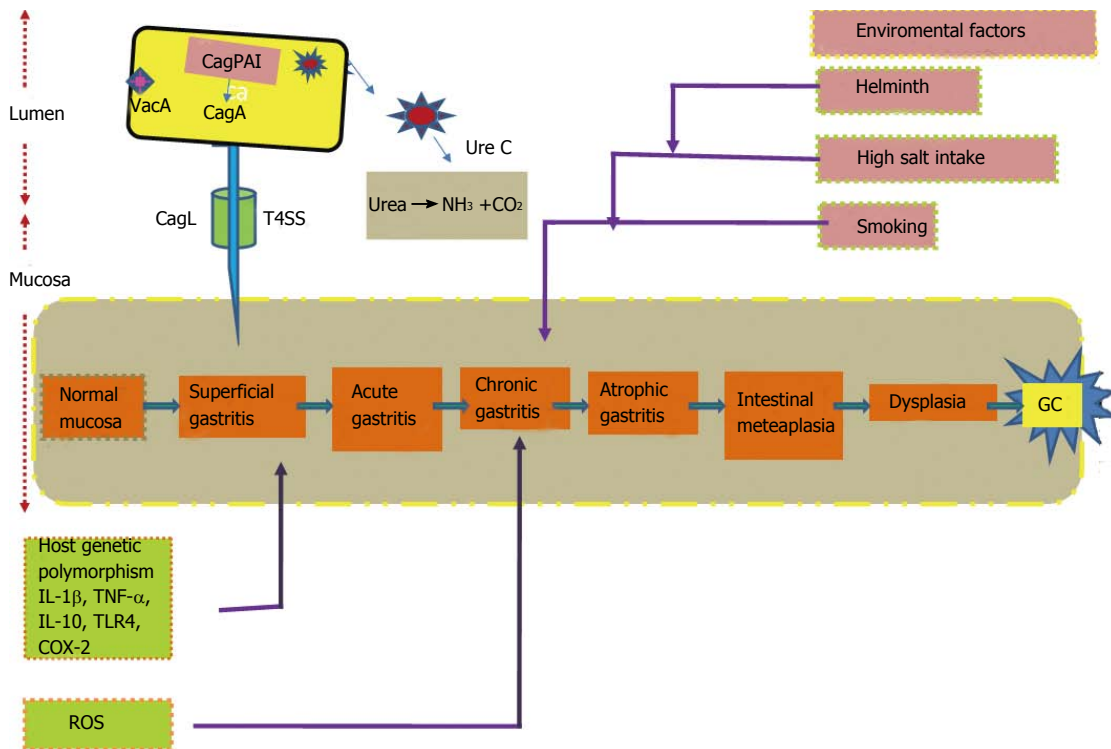 Lumen
Mucosa
CagPAI
ca
VacA
CagA
Ure C
Urea → NH₃ +CO₂
CagL
T4SS
Enviromental factors
Helminth
High salt intake
Smoking
Normal
mucosa
Superficial
gastritis
Acute
gastritis
Chronic
gastritis
Atrophic
gastritis
Intestinal
meteaplasia
Dysplasia
GC
Host genetic
polymorphism
IL-1β, TNF-α,
IL-10, TLR4,
COX-2
ROS